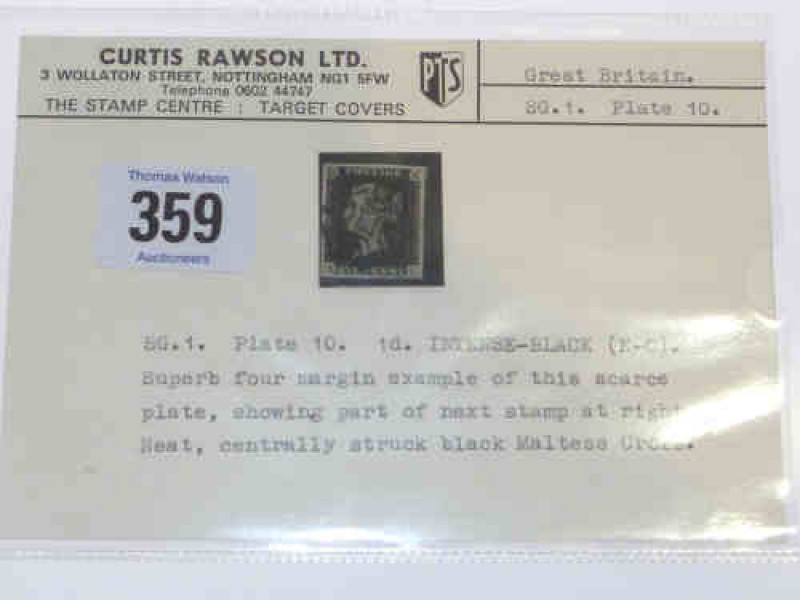 CURTIS RAWSON LTD.
3 WOLLATON STREET, NOTTINGHAM NG1 5FW
Telephone 0602 44747
THE STAMP CENTRE : TARGET COVERS
PTS
Great Britain.
SG.1. Plate 10.
Thomas Watson
359
Auctioneers
SG.1. Plate 10. 1d. INTENSE-BLACK
Superb four margin example of this scarce
plate, showing part of next stamp at right
Neat, centrally struck black Maltese Cross.